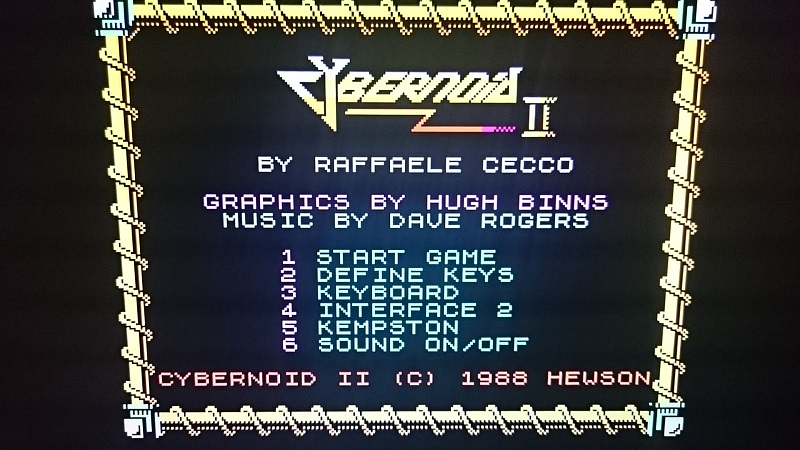 CYBERNOID II
BY RAFFAELE CECCO
GRAPHICS BY HUGH BINNS
MUSIC BY DAVE ROGERS
1 START GAME
2 DEFINE KEYS
3 KEYBOARD
4 INTERFACE 2
5 KEMPSTON
6 SOUND ON/OFF
CYBERNOID II (C) 1988 HEWSON